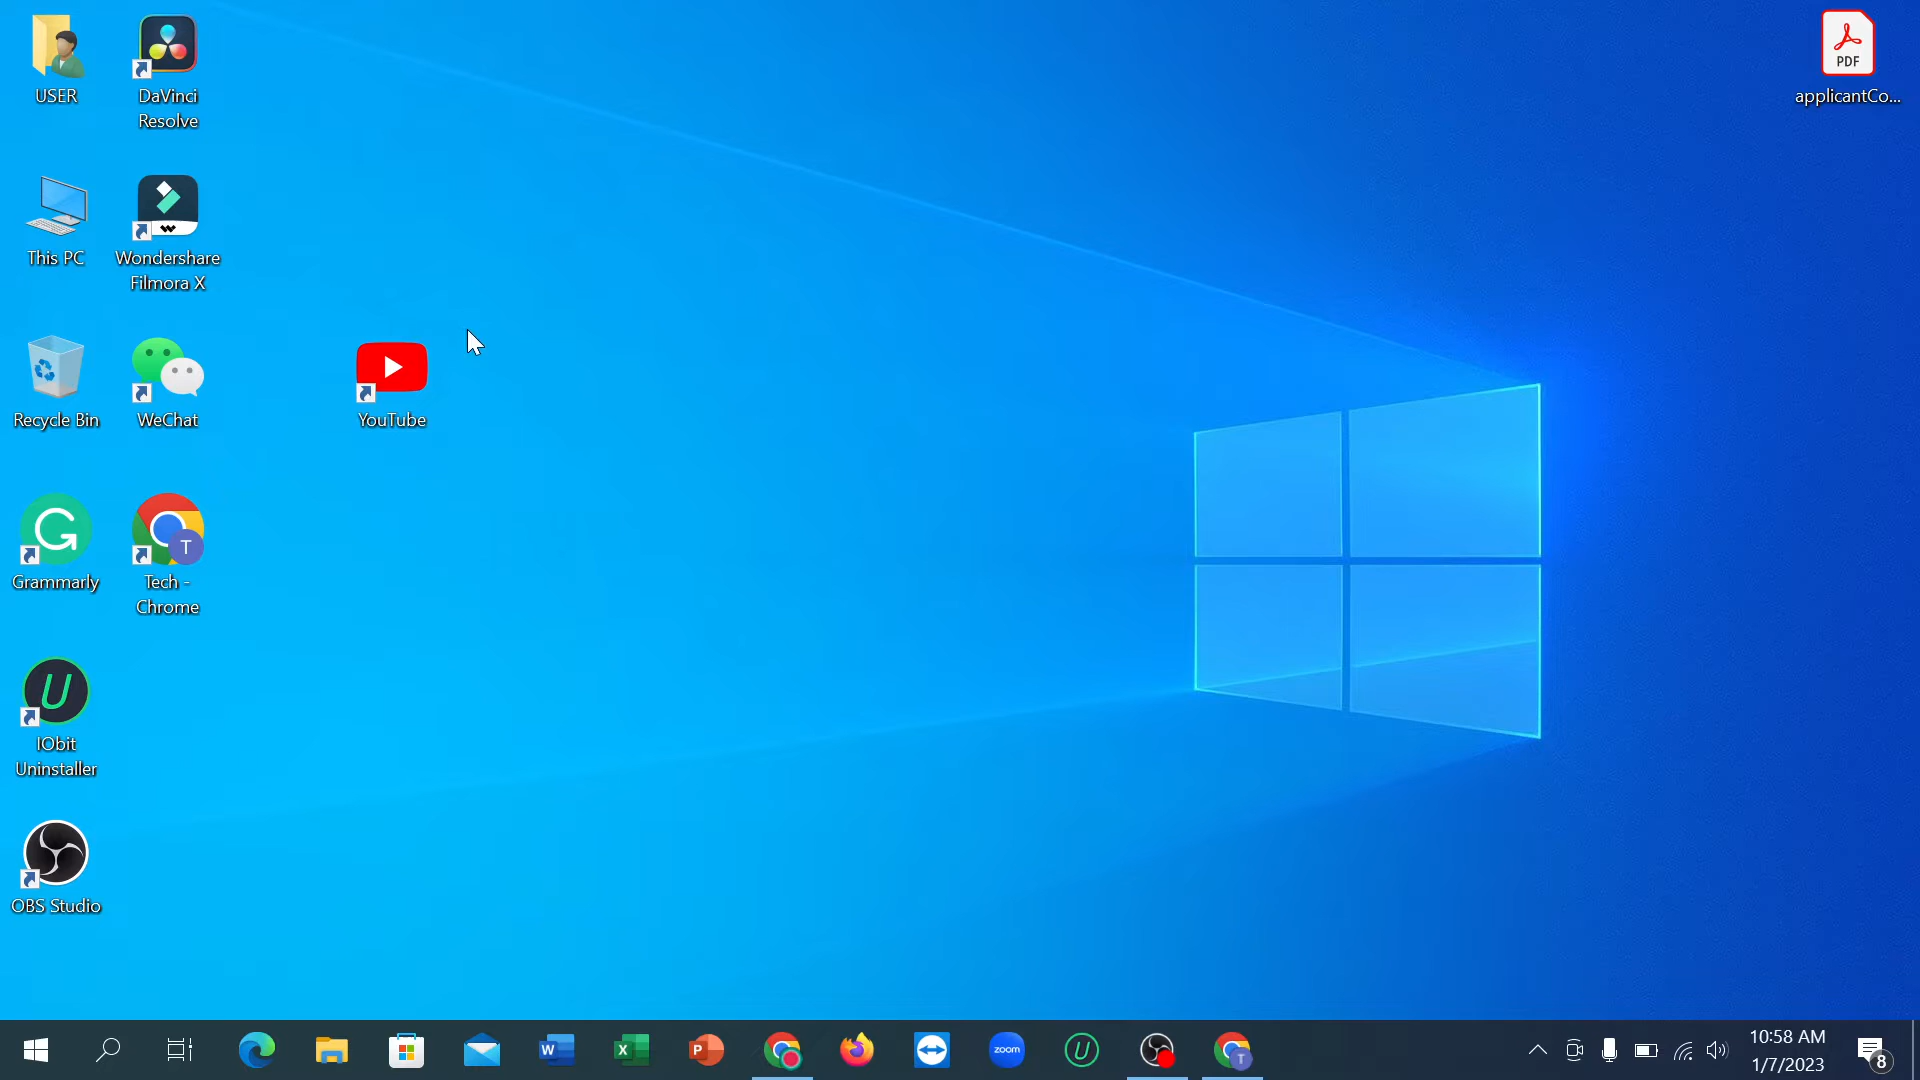 USER
DaVinci
Resolve
PDF
applicantCo...
This PC
Wondershare
Filmora X
Recycle Bin
WeChat
YouTube
Grammarly
T
Tech -
Chrome
IObit
Uninstaller
OBS Studio
W
X
P
zoom
T
10:58 AM
1/7/2023
8